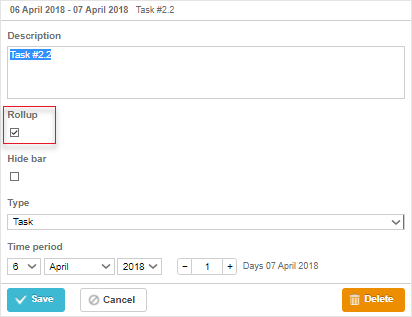 06 April 2018 - 07 April 2018 Task #2.2
Description
Task #2.2
Rollup
Hide bar
Type
Task
Time period
6 April 2018 − 1 + Days 07 April 2018
Save Cancel Delete